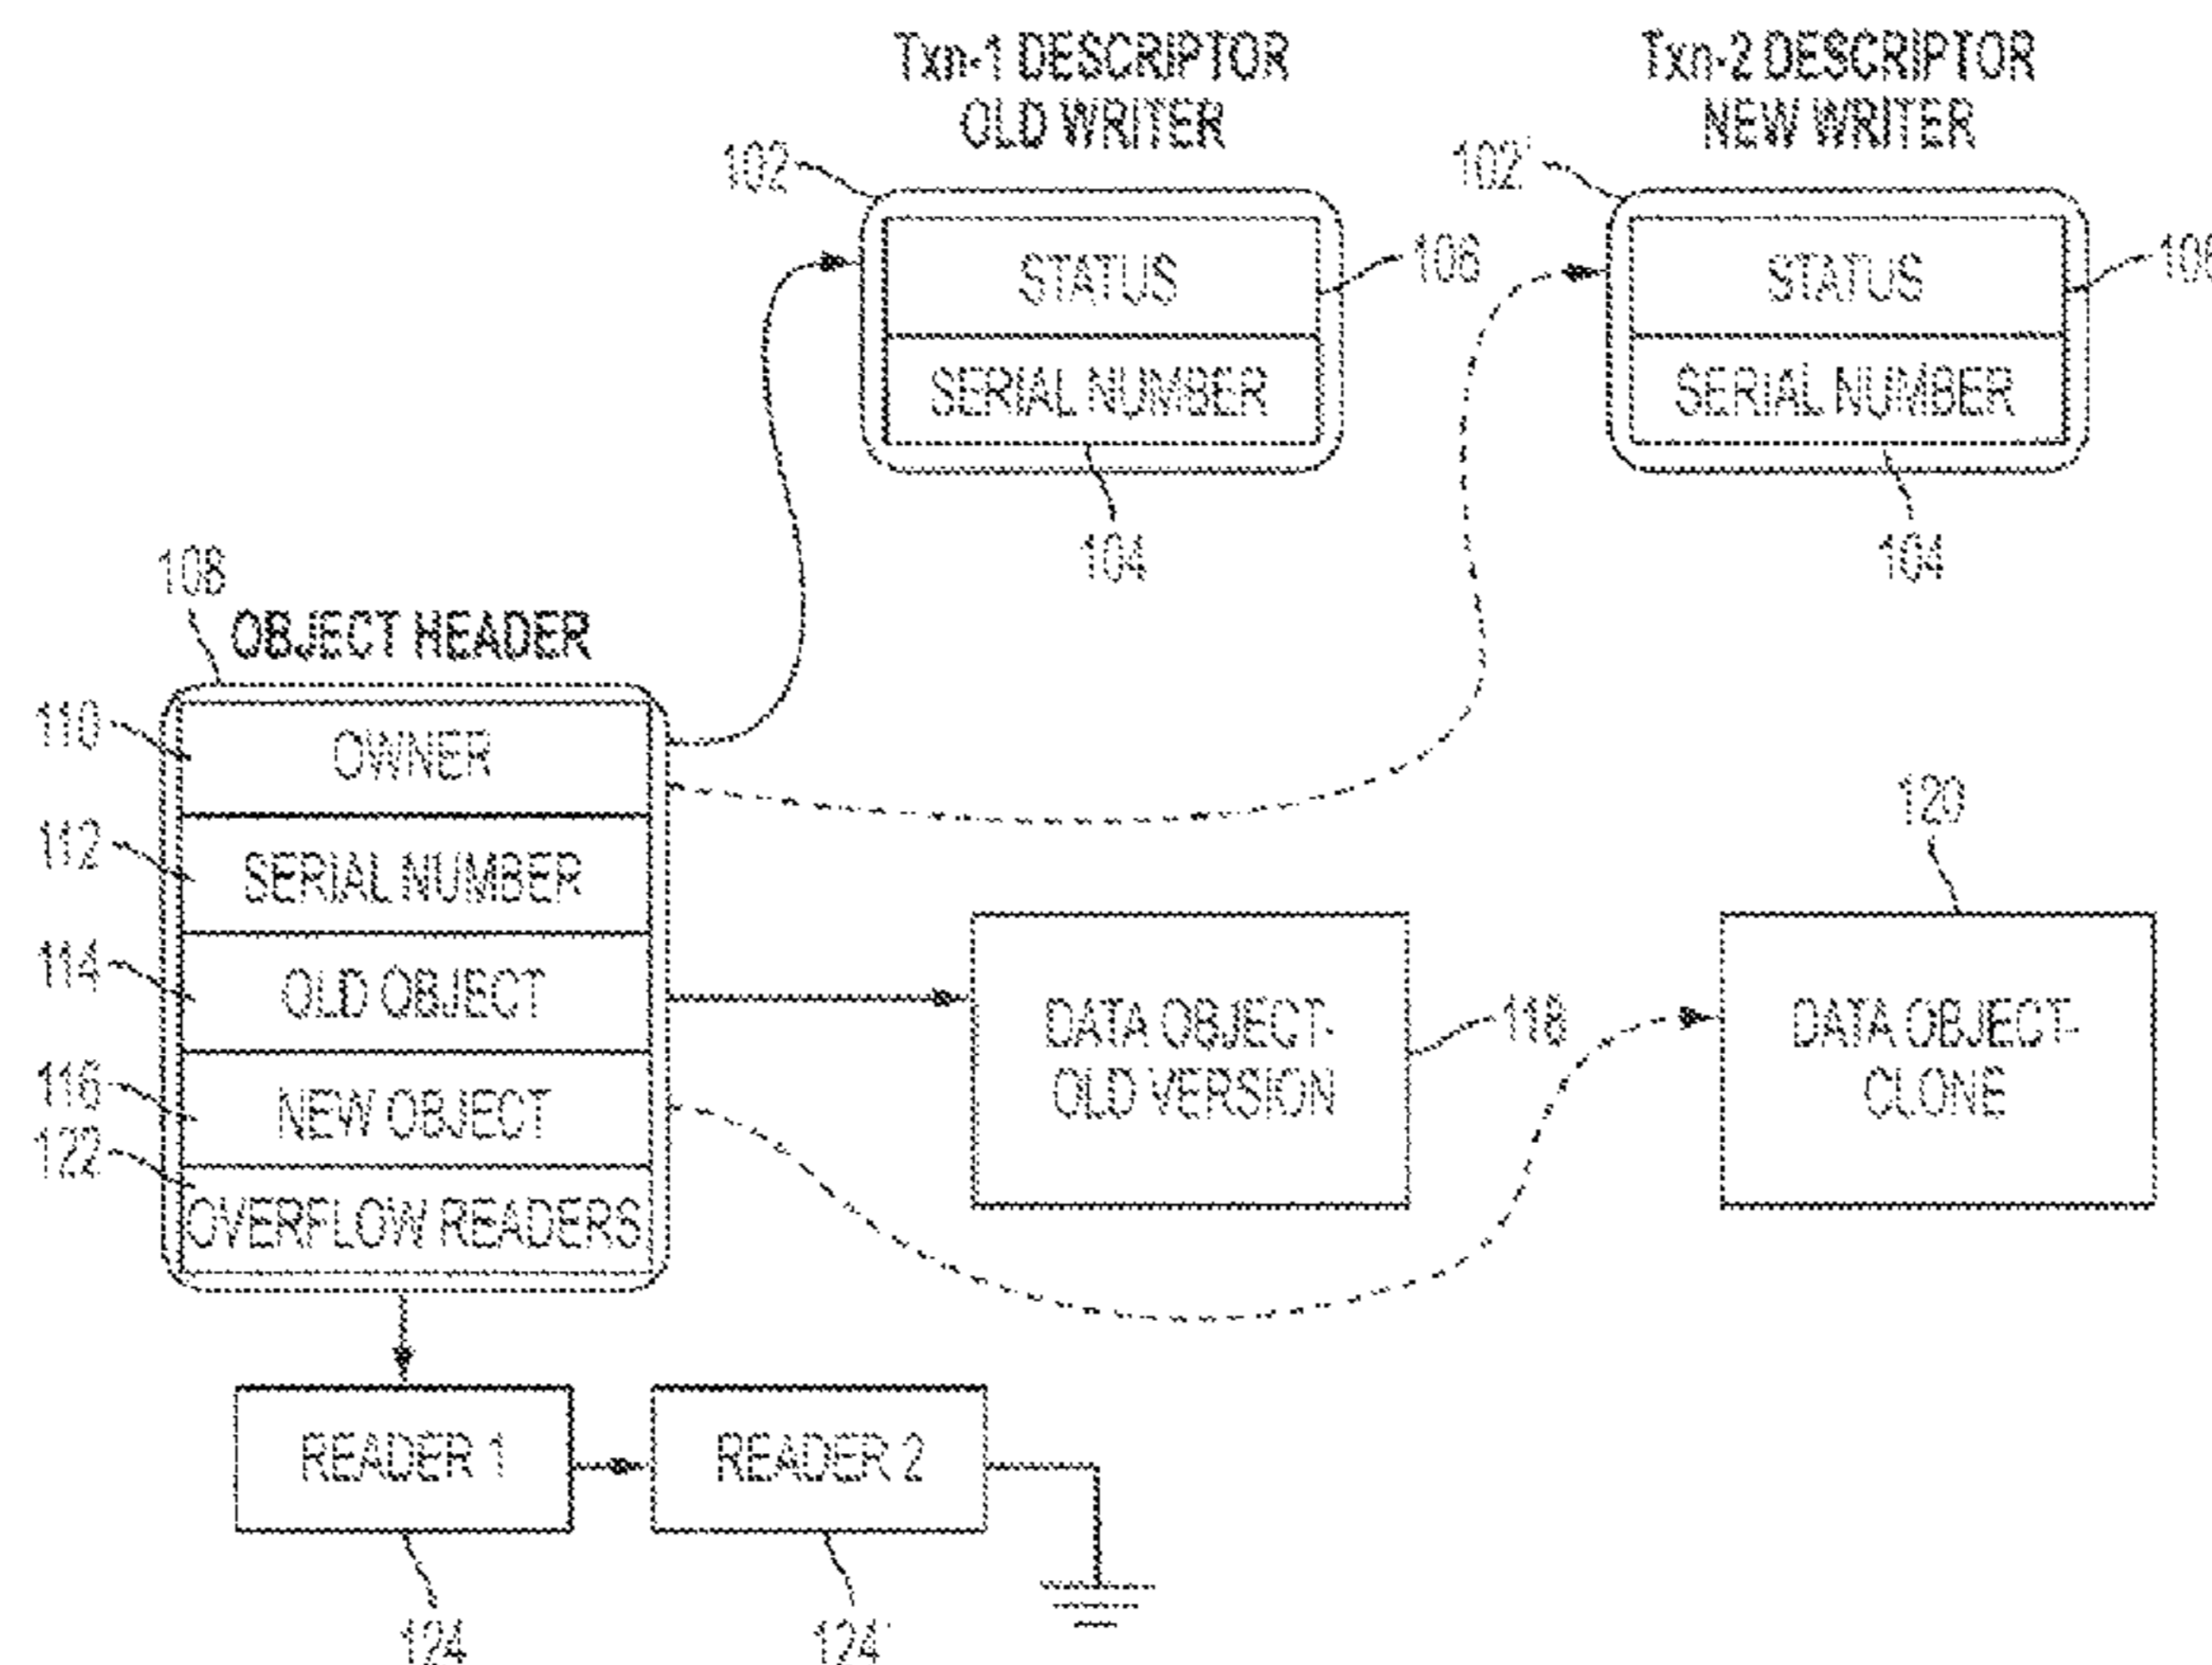 Txn-1 DESCRIPTOR
OLD WRITER
Txn-2 DESCRIPTOR
NEW WRITER
102
102'
STATUS
106
STATUS
SERIAL NUMBER
SERIAL NUMBER
104
104
108
OBJECT HEADER
110
OWNER
112
SERIAL NUMBER
114
OLD OBJECT
116
NEW OBJECT
122
OVERFLOW READERS
120
DATA OBJECT-
OLD VERSION
118
DATA OBJECT-
CLONE
READER 1
READER 2
124
124'